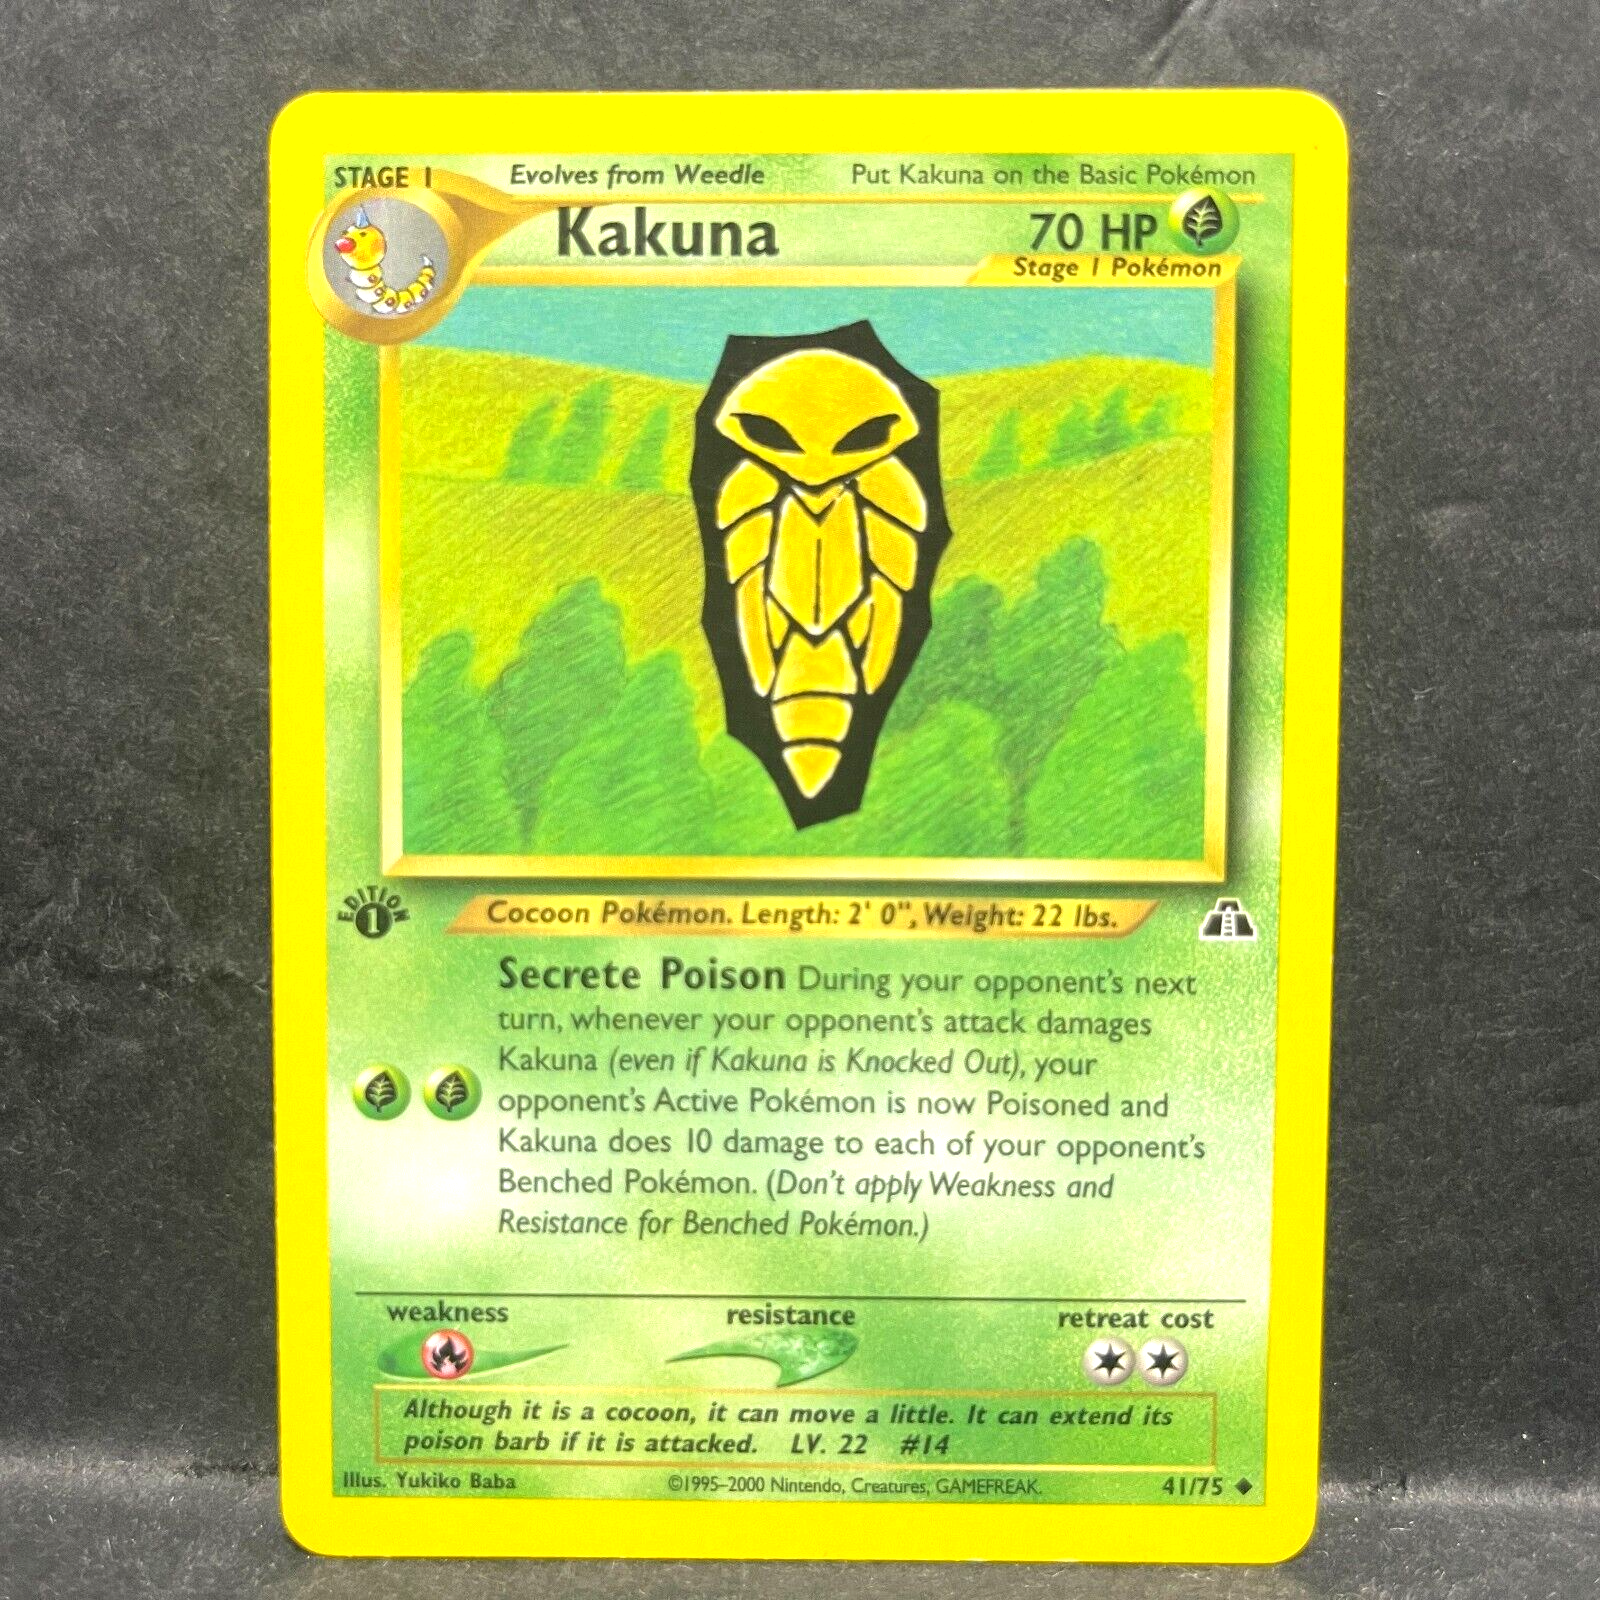 STAGE 1 Evolves from Weedle Put Kakuna on the Basic Pokémon
Kakuna 70 HP
Stage 1 Pokémon
EDITION
1
Cocoon Pokémon. Length: 2' 0", Weight: 22 lbs.
Secrete Poison During your opponent's next
turn, whenever your opponent's attack damages
Kakuna (even if Kakuna is Knocked Out), your
opponent's Active Pokémon is now Poisoned and
Kakuna does 10 damage to each of your opponent's
Benched Pokémon. (Don't apply Weakness and
Resistance for Benched Pokémon.)
weakness resistance retreat cost
Although it is a cocoon, it can move a little. It can extend its
poison barb if it is attacked. LV. 22 #14
Illus. Yukiko Baba ©1995–2000 Nintendo, Creatures, GAMEFREAK. 41/75